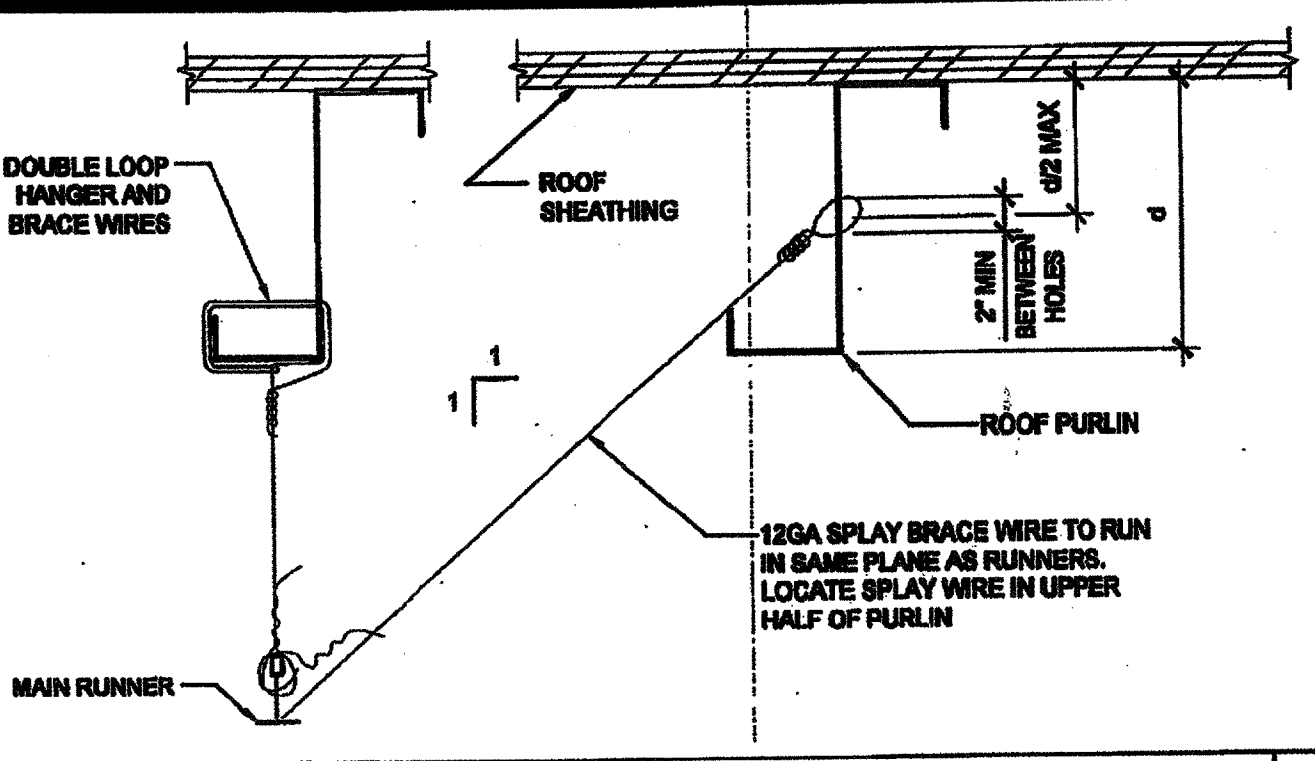 DOUBLE LOOP
HANGER AND
BRACE WIRES
ROOF
SHEATHING
d/2 MAX
d
2" MIN
BETWEEN
HOLES
1
1
ROOF PURLIN
12GA SPLAY BRACE WIRE TO RUN
IN SAME PLANE AS RUNNERS.
LOCATE SPLAY WIRE IN UPPER
HALF OF PURLIN
MAIN RUNNER